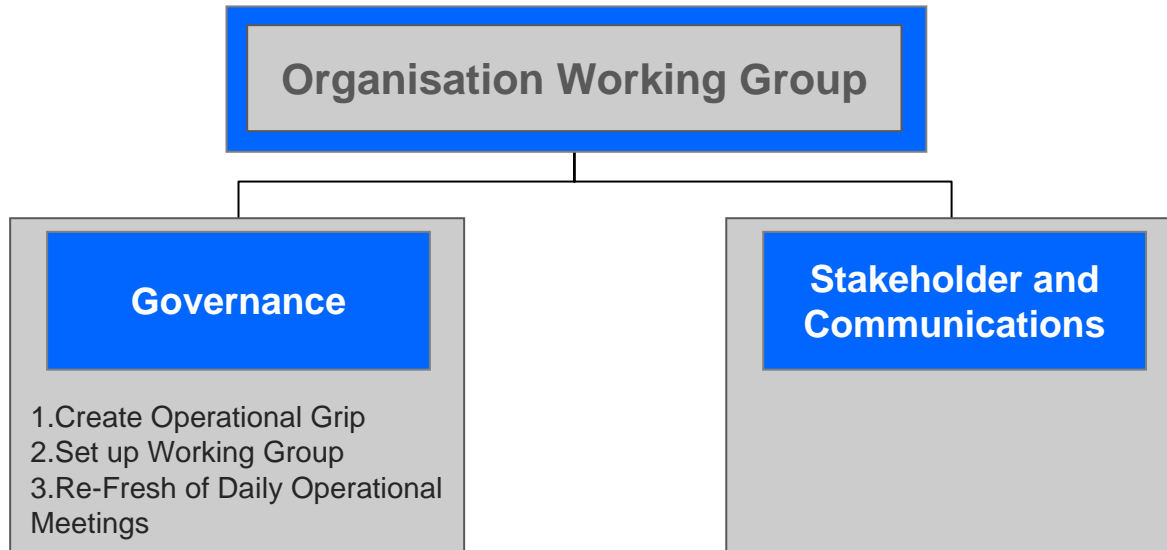 Organisation Working Group
Governance
Stakeholder and
Communications
1.Create Operational Grip
2.Set up Working Group
3.Re-Fresh of Daily Operational
Meetings